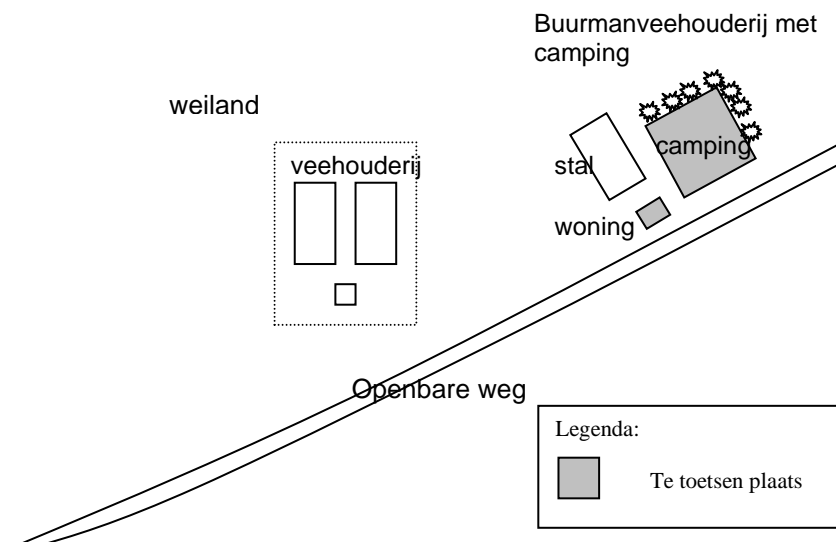 Buurmanveehouderij met
camping
weiland
veehouderij
camping
stal
woning
Openbare weg
Legenda:
Te toetsen plaats